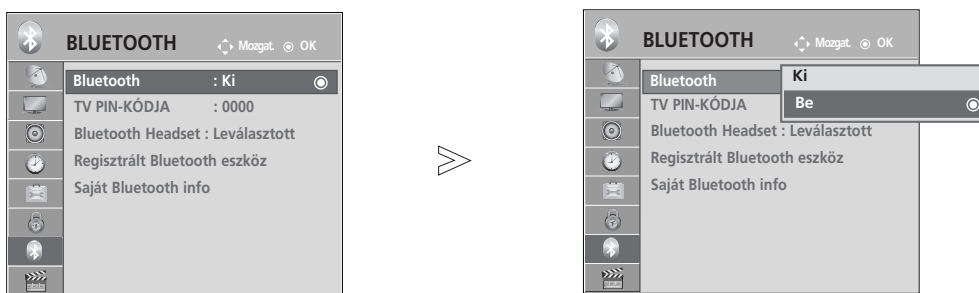 BLUETOOTH Mozgat. OK
Bluetooth : Ki
TV PIN-KÓDJA : 0000
Bluetooth Headset : Leválasztott
Regisztrált Bluetooth eszköz
Saját Bluetooth info
BLUETOOTH Mozgat. OK
Bluetooth
Ki
Be
TV PIN-KÓDJA
Bluetooth Headset : Leválasztott
Regisztrált Bluetooth eszköz
Saját Bluetooth info